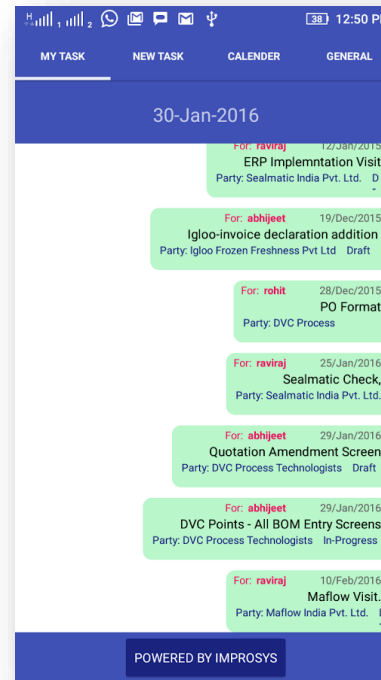 H 1 2 38 12:50 P
MY TASK NEW TASK CALENDER GENERAL
30-Jan-2016
For: raviraj 12/Jan/2015
ERP Implemntation Visit
Party: Sealmatic India Pvt. Ltd. D
For: abhijeet 19/Dec/2015
Igloo-invoice declaration addition
Party: Igloo Frozen Freshness Pvt Ltd Draft
For: rohit 28/Dec/2015
PO Format
Party: DVC Process
For: raviraj 25/Jan/2016
Sealmatic Check,
Party: Sealmatic India Pvt. Ltd.
For: abhijeet 29/Jan/2016
Quotation Amendment Screen
Party: DVC Process Technologists Draft
For: abhijeet 29/Jan/2016
DVC Points - All BOM Entry Screens
Party: DVC Process Technologists In-Progress
For: raviraj 10/Feb/2016
Maflow Visit.
Party: Maflow India Pvt. Ltd.
POWERED BY IMPROSYS